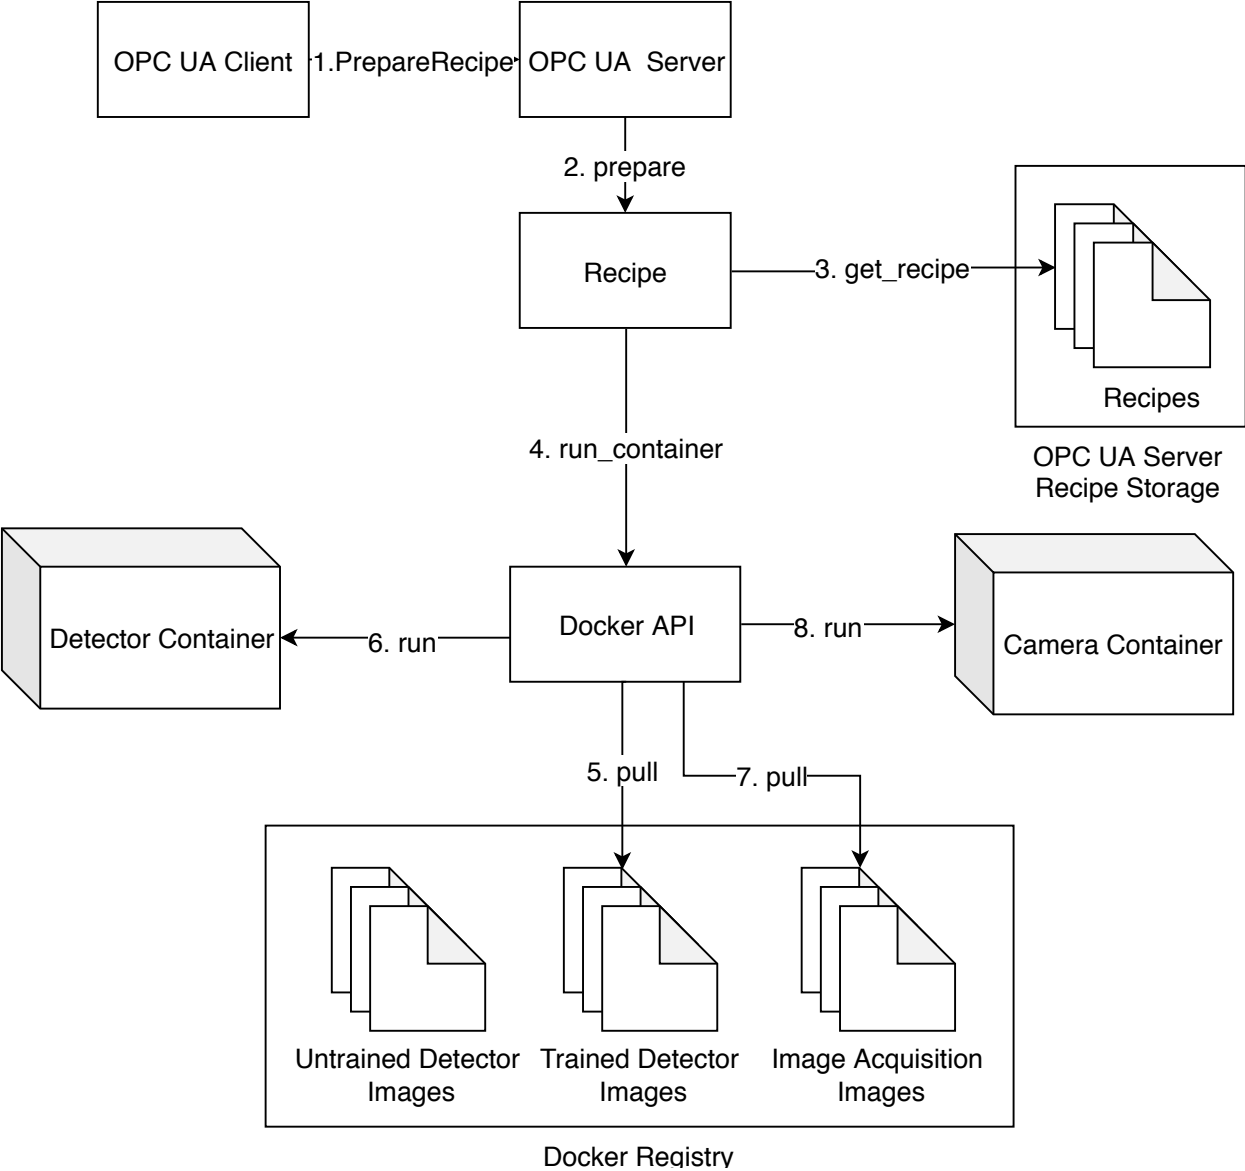 OPC UA Client
1.PrepareRecipe
OPC UA Server
2. prepare
Recipe
3. get_recipe
Recipes
OPC UA Server
Recipe Storage
4. run_container
Detector Container
6. run
Docker API
8. run
Camera Container
5. pull
7. pull
Untrained Detector
Images
Trained Detector
Images
Image Acquisition
Images
Docker Registry